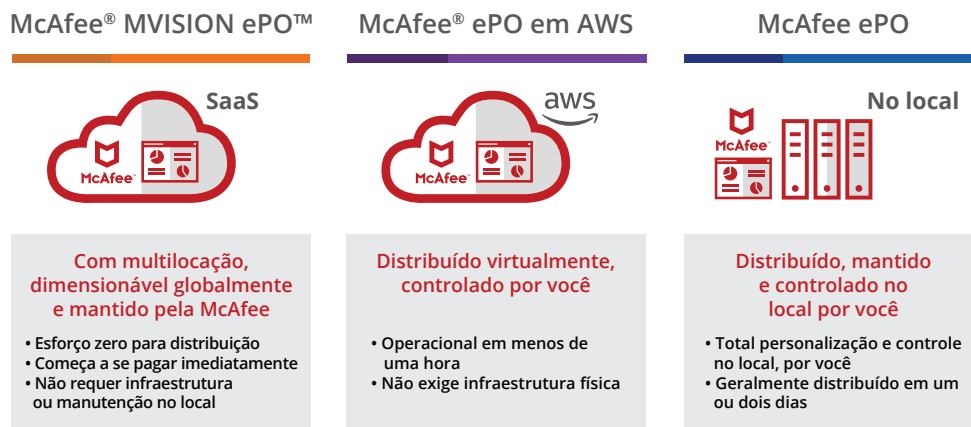 McAfee® MVISION ePO™
SaaS
McAfee™
Com multilocação,
dimensionável globalmente
e mantido pela McAfee
• Esforço zero para distribuição
• Começa a se pagar imediatamente
• Não requer infraestrutura
ou manutenção no local
McAfee® ePO em AWS
aws
McAfee™
Distribuído virtualmente,
controlado por você
• Operacional em menos de
uma hora
• Não exige infraestrutura física
McAfee ePO
No local
McAfee™
Distribuído, mantido
e controlado no
local por você
• Total personalização e controle
no local, por você
• Geralmente distribuído em um
ou dois dias